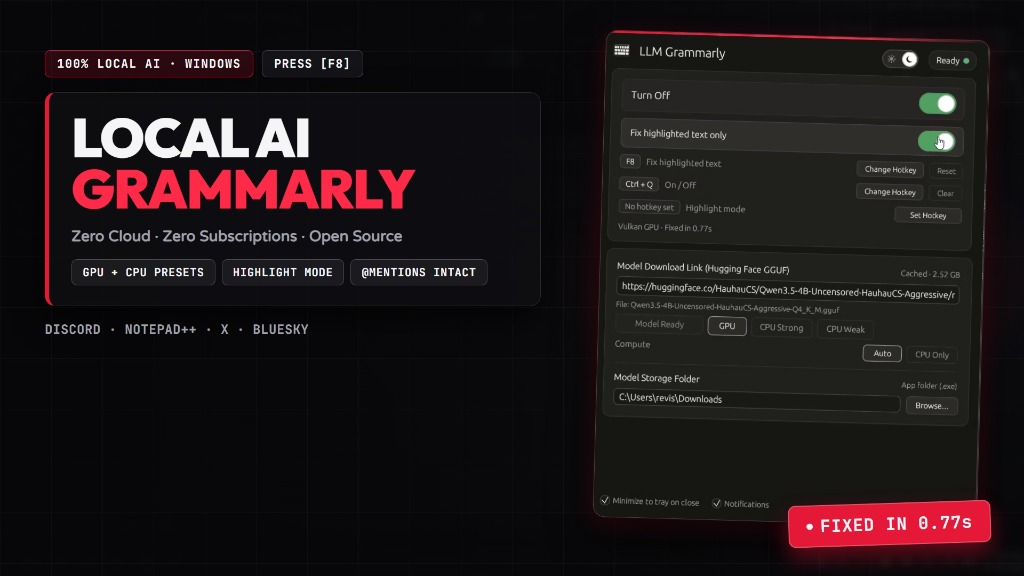 100% LOCAL AI · WINDOWS
PRESS [F8]
LOCAL AI
GRAMMARLY
Zero Cloud · Zero Subscriptions · Open Source
GPU + CPU PRESETS
HIGHLIGHT MODE
@MENTIONS INTACT
DISCORD · NOTEPAD++ · X · BLUESKY
LLM Grammarly
Ready
Turn Off
Fix highlighted text only
F8 Fix highlighted text Change Hotkey Reset
Ctrl + Q On / Off Change Hotkey Clear
No hotkey set Highlight mode Set Hotkey
Vulkan GPU · Fixed in 0.77s
Model Download Link (Hugging Face GGUF) Cached · 2.52 GB
https://huggingface.co/HauhauCS/Qwen3.5-4B-Uncensored-HauhauCS-Aggressive/r
File: Qwen3.5-4B-Uncensored-HauhauCS-Aggressive-Q4_K_M.gguf
Model Ready GPU CPU Strong CPU Weak
Compute Auto CPU Only
Model Storage Folder App folder (.exe)
C:\Users\revis\Downloads Browse...
Minimize to tray on close Notifications
FIXED IN 0.77s